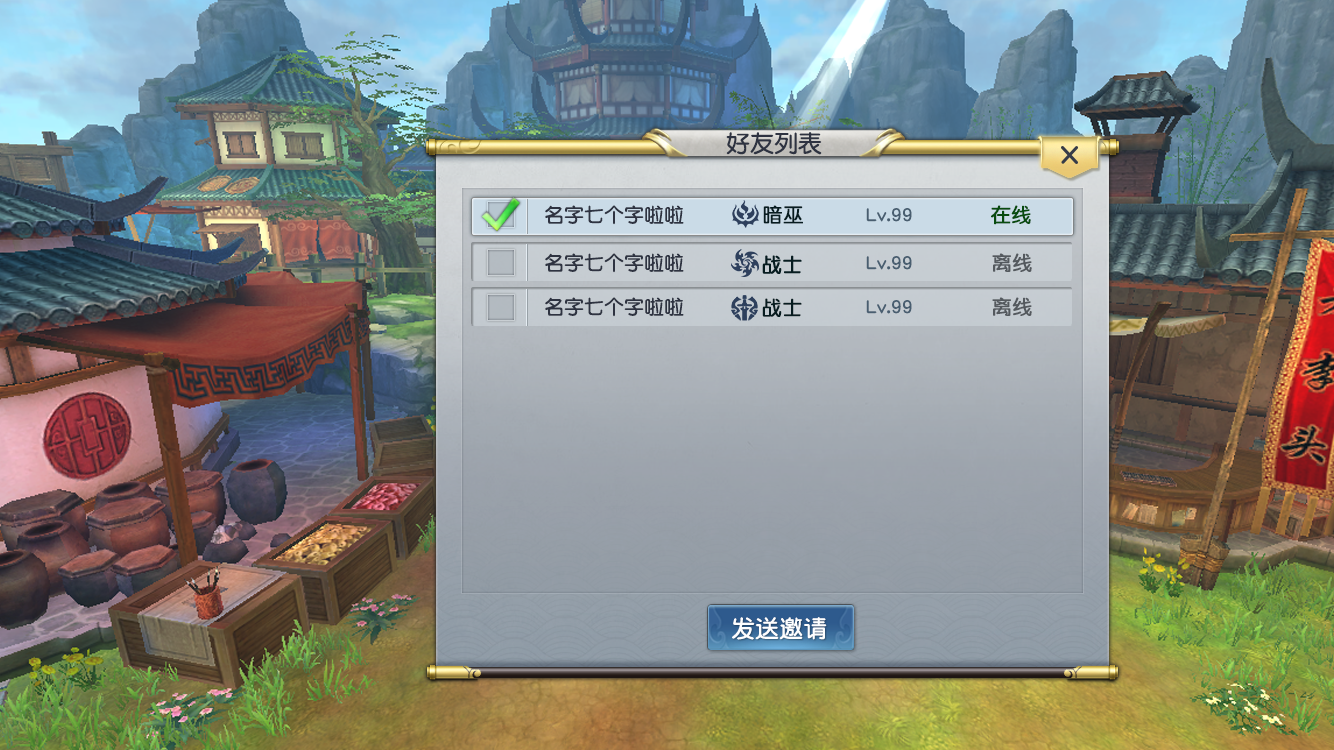 好友列表
名字七个字啦啦 暗巫 Lv.99 在线
名字七个字啦啦 战士 Lv.99 离线
名字七个字啦啦 战士 Lv.99 离线
发送邀请
李
头